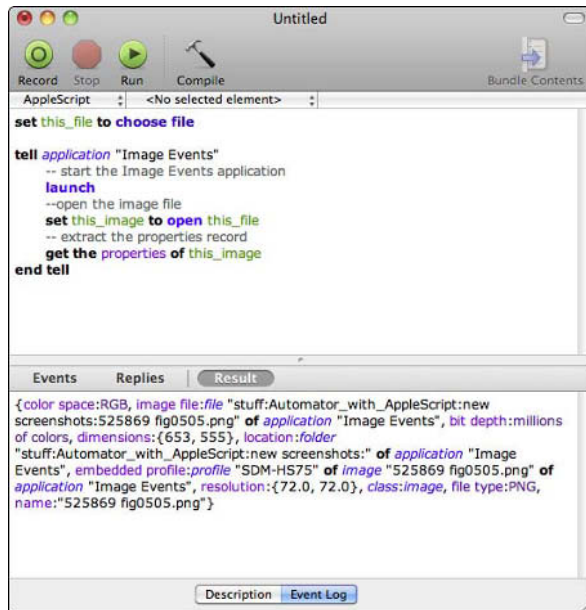 Untitled
Record Stop Run Compile Bundle Contents
AppleScript <No selected element>
set this_file to choose file
tell application "Image Events"
-- start the Image Events application
launch
--open the image file
set this_image to open this_file
-- extract the properties record
get the properties of this_image
end tell
Events Replies Result
{color space:RGB, image file:file "stuff:Automator_with_AppleScript:new
screenshots:525869 fig0505.png" of application "Image Events", bit depth:millions
of colors, dimensions:{653, 555}, location:folder
"stuff:Automator_with_AppleScript:new screenshots:" of application "Image
Events", embedded profile:profile "SDM-HS75" of image "525869 fig0505.png" of
application "Image Events", resolution:{72.0, 72.0}, class:image, file type:PNG,
name:"525869 fig0505.png"}
Description Event Log